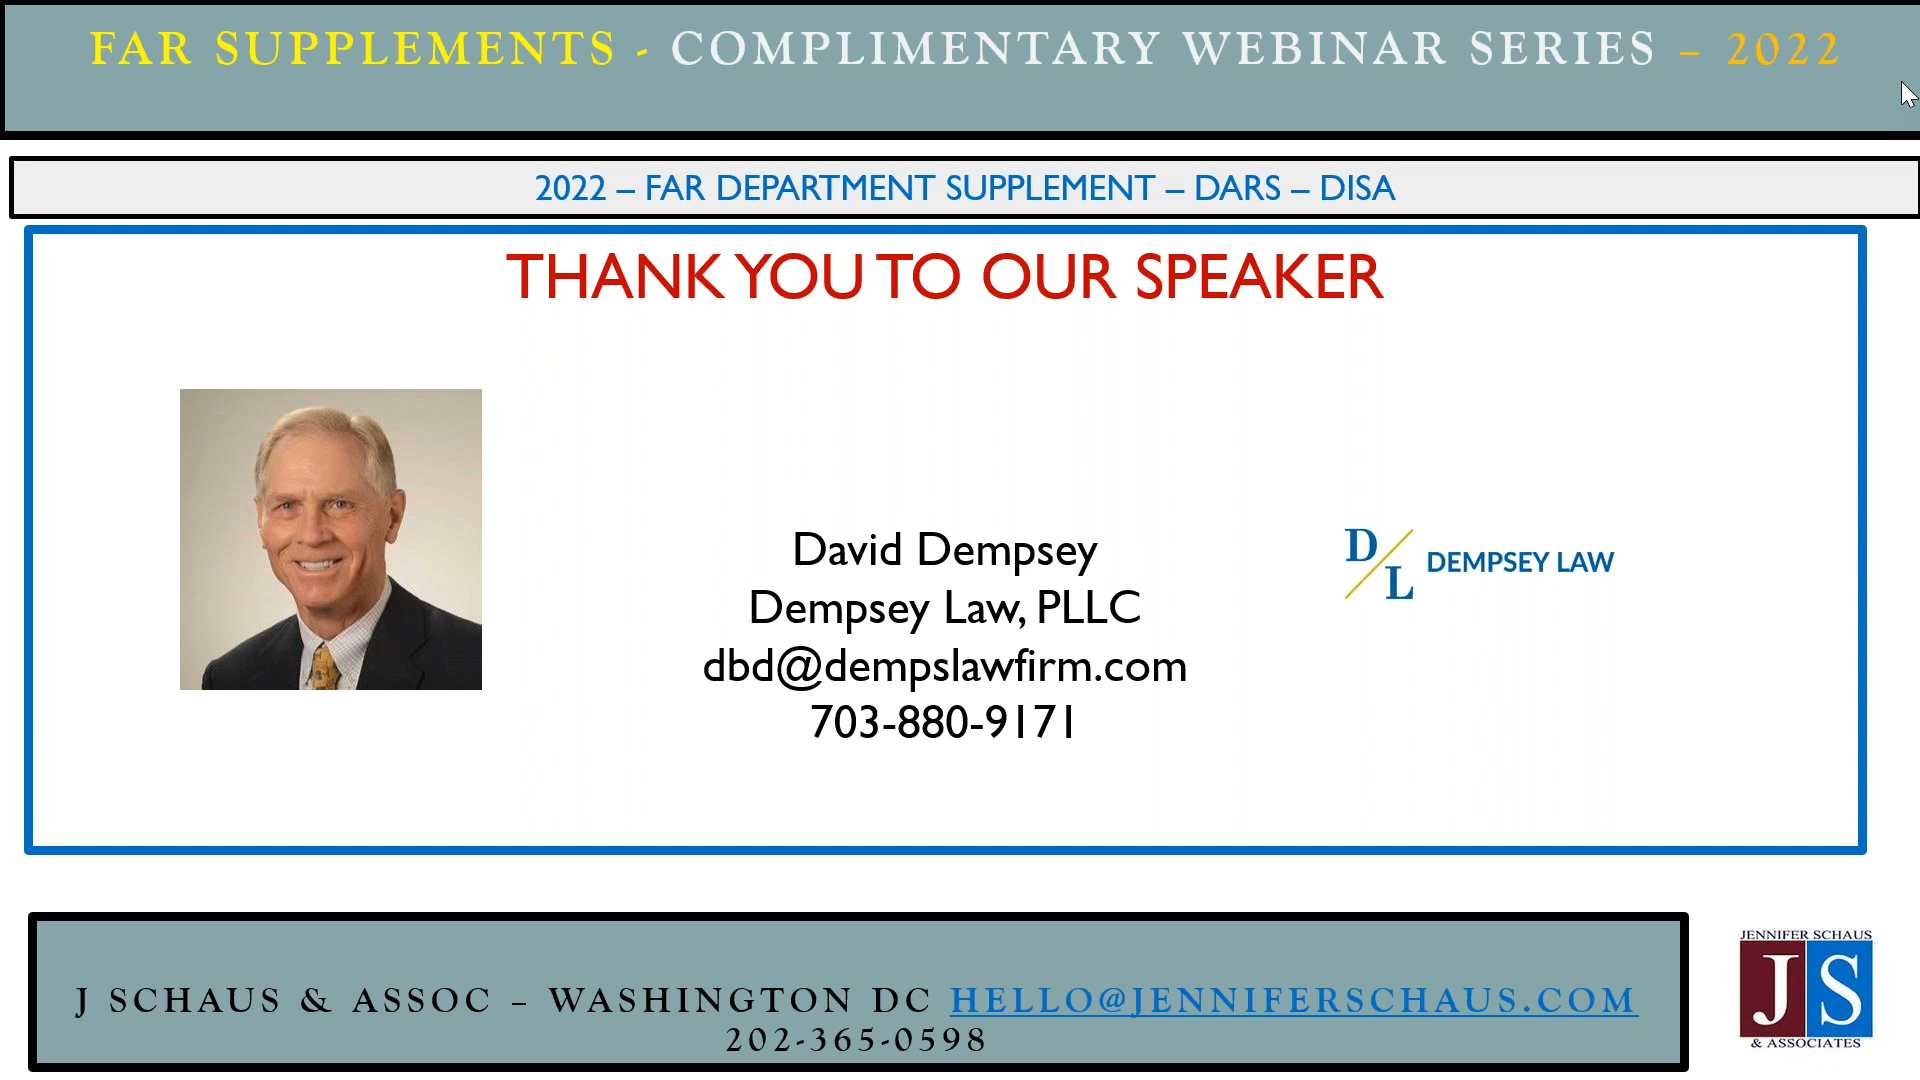 FAR SUPPLEMENTS - COMPLIMENTARY WEBINAR SERIES – 2022
2022 – FAR DEPARTMENT SUPPLEMENT – DARS – DISA
THANK YOU TO OUR SPEAKER
David Dempsey
Dempsey Law, PLLC
dbd@dempslawfirm.com
703-880-9171
D
L
DEMPSEY LAW
J SCHAUS & ASSOC – WASHINGTON DC HELLO@JENNIFERSCHAUS.COM
202-365-0598
JENNIFER SCHAUS
JS
& ASSOCIATES